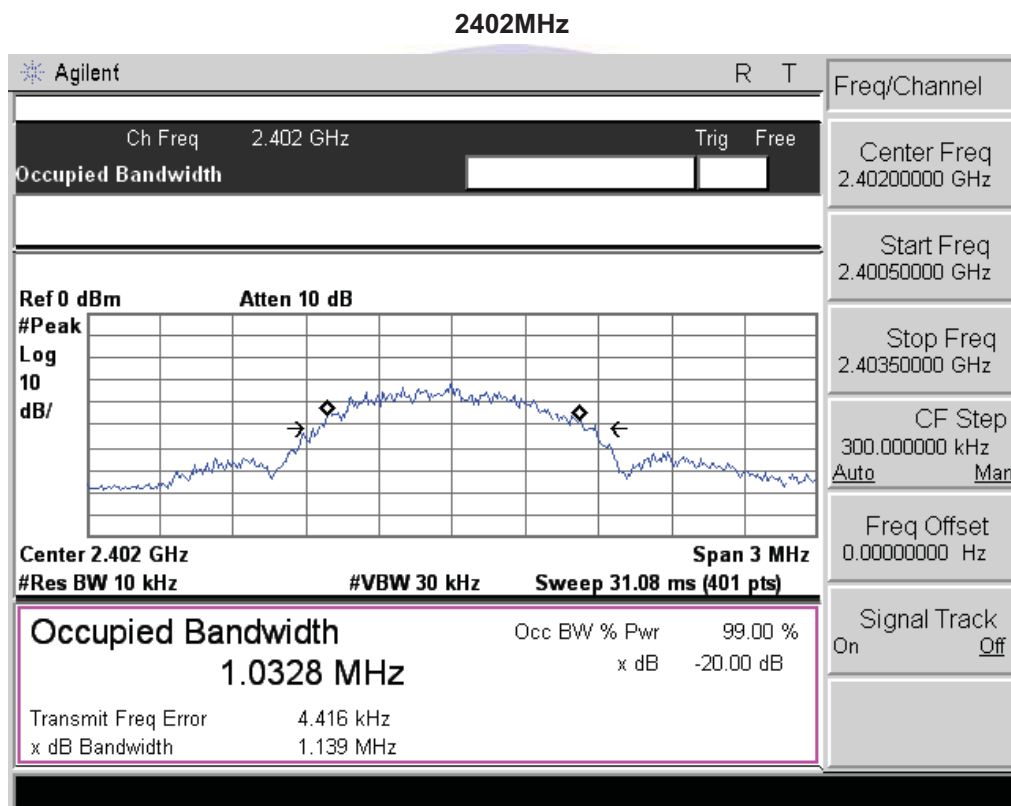 2402MHz
Agilent R T
Freq/Channel
Ch Freq 2.402 GHz Trig Free
Occupied Bandwidth
Center Freq
2.40200000 GHz
Start Freq
2.40050000 GHz
Stop Freq
2.40350000 GHz
CF Step
300.000000 kHz
Auto Man
Freq Offset
0.00000000 Hz
Signal Track
On Off
Ref 0 dBm Atten 10 dB
#Peak
Log
10
dB/
Center 2.402 GHz Span 3 MHz
#Res BW 10 kHz #VBW 30 kHz Sweep 31.08 ms (401 pts)
Occupied Bandwidth Occ BW % Pwr 99.00 %
1.0328 MHz x dB -20.00 dB
Transmit Freq Error 4.416 kHz
x dB Bandwidth 1.139 MHz